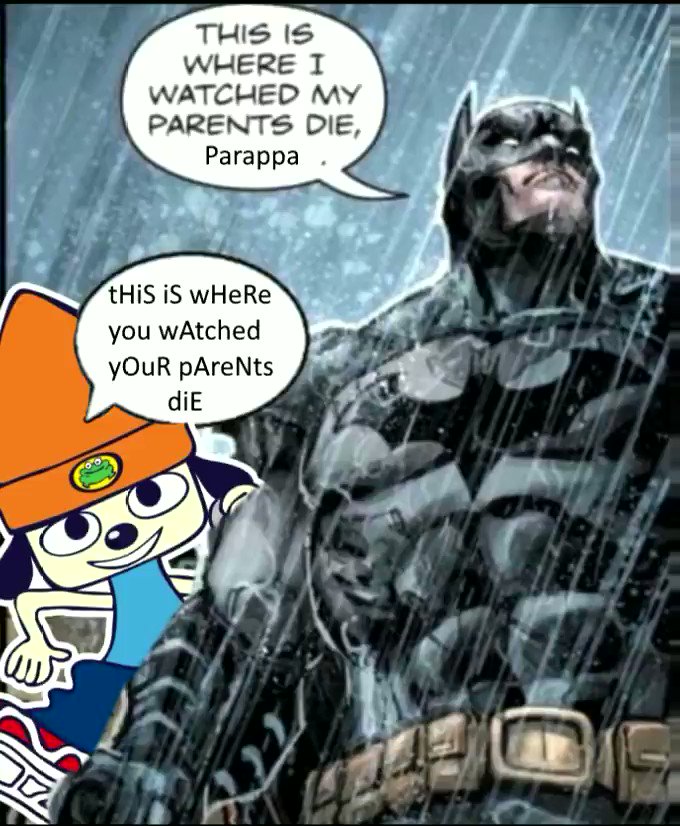 THIS IS
WHERE I
WATCHED MY
PARENTS DIE,
Parappa .
tHiS iS wHeRe
you wAtched
yOuR pAreNts
diE